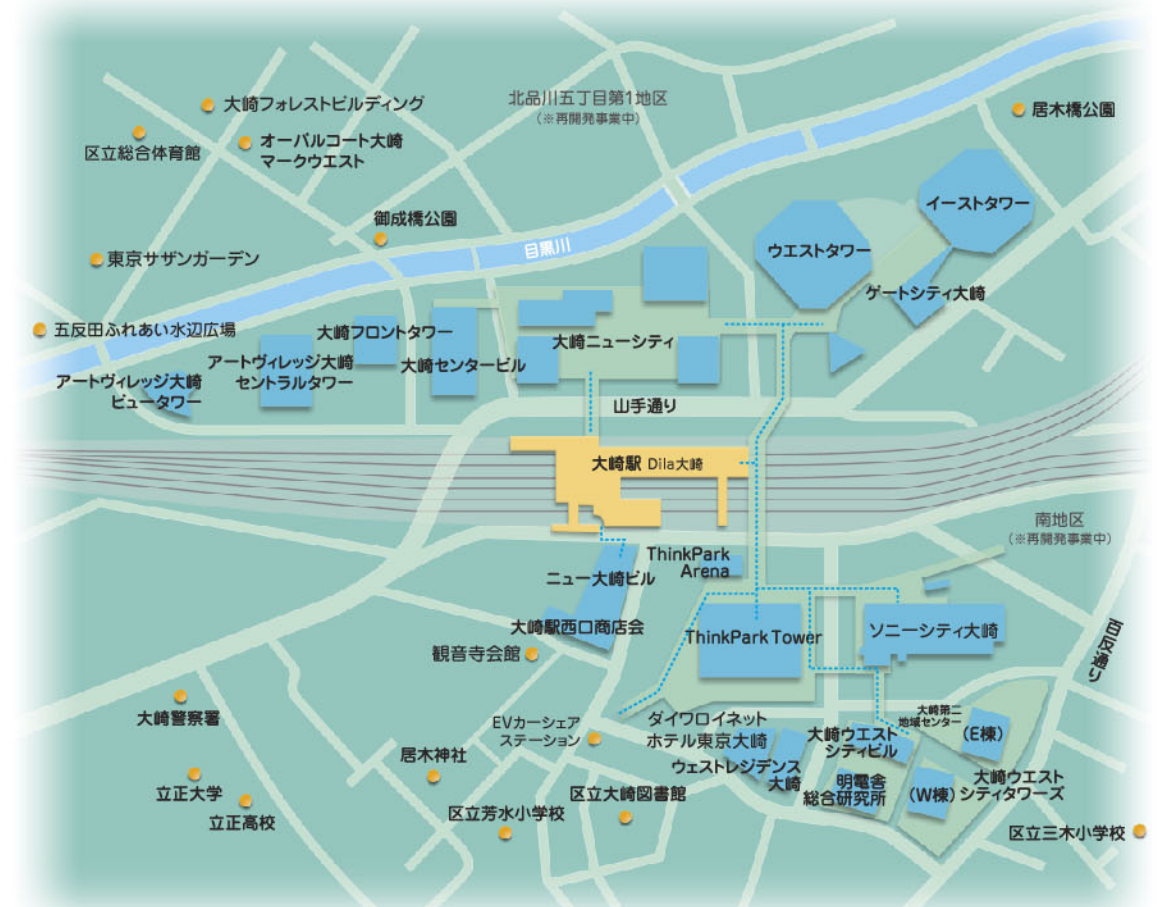 大崎フォレストビルディング
区立総合体育館
オーバルコート大崎
マークウエスト
北品川五丁目第1地区
(※再開発事業中)
居木橋公園
御成橋公園
目黒川
東京サザンガーデン
イーストタワー
ウエストタワー
ゲートシティ大崎
五反田ふれあい水辺広場
大崎フロントタワー
大崎ニューシティ
アートヴィレッジ大崎
セントラルタワー
大崎センタービル
アートヴィレッジ大崎
ビュータワー
山手通り
大崎駅 Dila大崎
南地区
(※再開発事業中)
ThinkPark
Arena
ニュー大崎ビル
大崎駅西口商店会
ThinkPark Tower
ソニーシティ大崎
百反通り
観音寺会館
大崎警察署
EVカーシェア
ステーション
ダイワロイネット
ホテル東京大崎
大崎第二
地域センター
大崎ウエスト
シティビル
(E棟)
居木神社
ウェストレジデンス
大崎
明電舎
総合研究所
(W棟)
大崎ウエスト
シティタワーズ
立正大学
立正高校
区立芳水小学校
区立大崎図書館
区立三木小学校